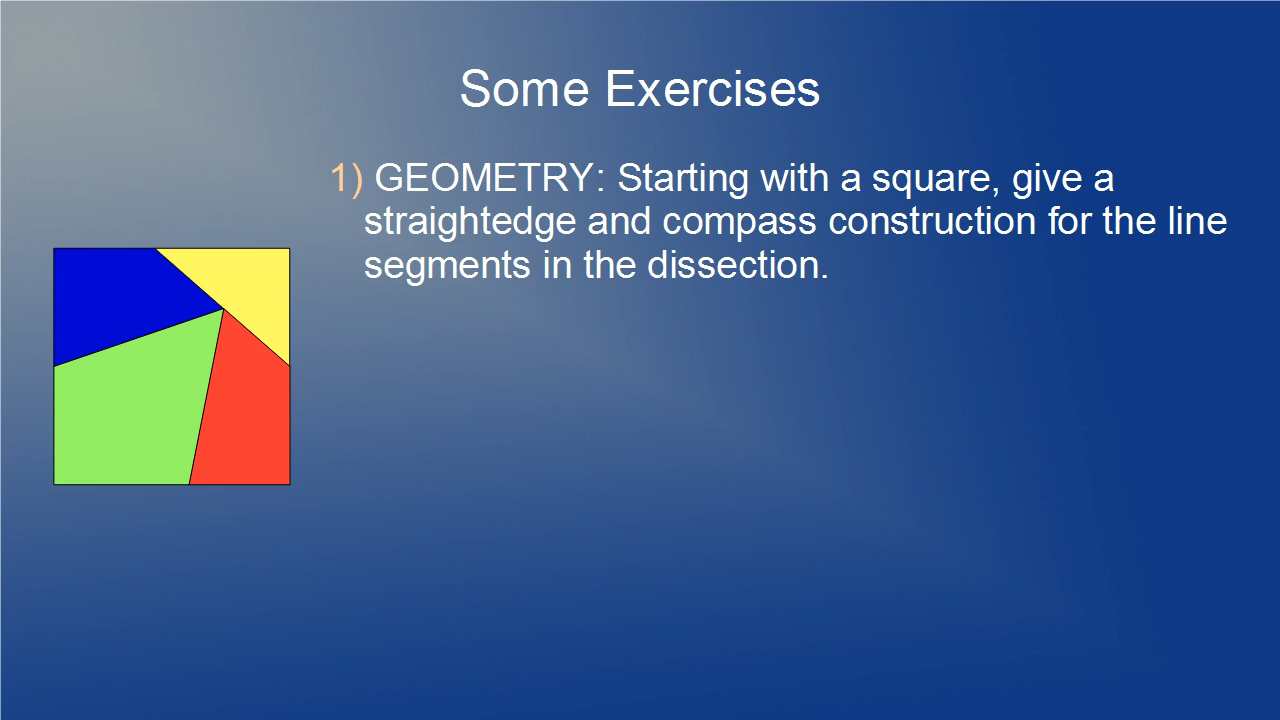 Some Exercises
1) GEOMETRY: Starting with a square, give a
straightedge and compass construction for the line
segments in the dissection.